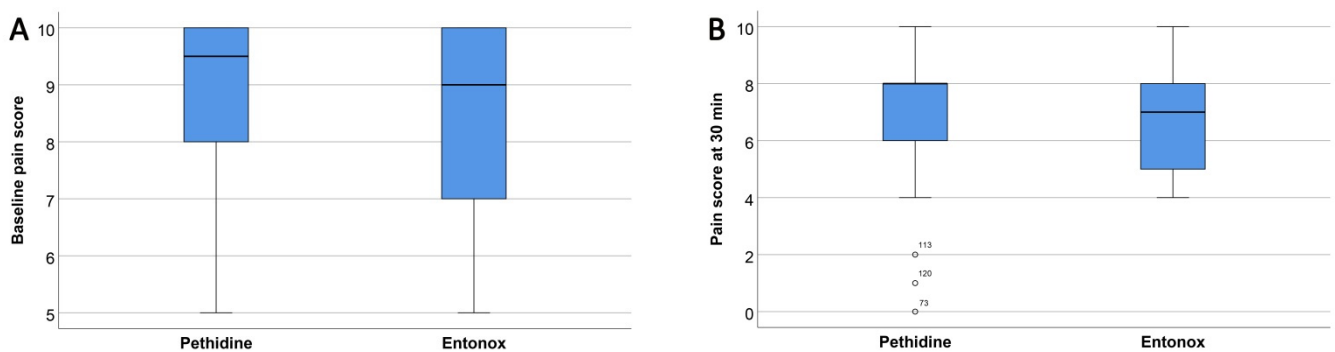 A
Baseline pain score
10
9
8
7
6
5
Pethidine
Entonox
B
Pain score at 30 min
10
8
6
4
2
0
113
120
73
Pethidine
Entonox